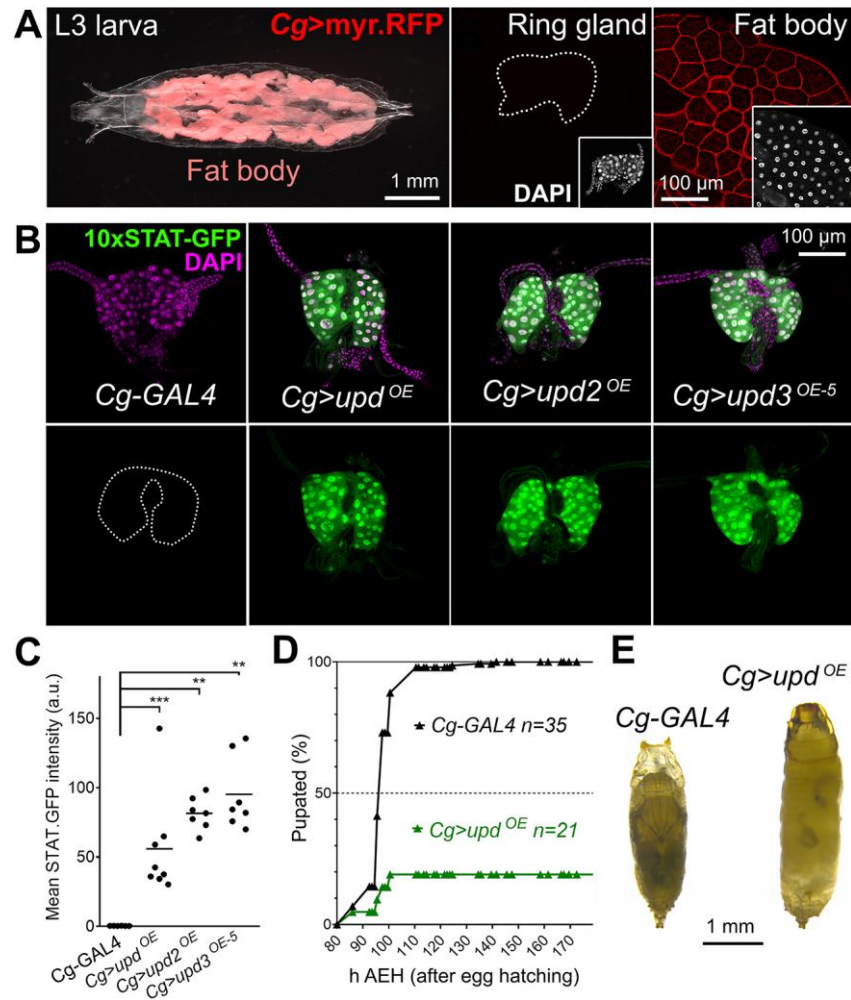 A
L3 larva
Cg>myr.RFP
Fat body
1 mm
Ring gland
DAPI
Fat body
100 µm
B
10xSTAT-GFP
DAPI
Cg-GAL4
Cg>upd OE
Cg>upd2 OE
100 µm
Cg>upd3 OE-5
C
Mean STAT.GFP intensity (a.u.)
150
100
50
0
***
**
**
Cg-GAL4
Cg>upd OE
Cg>upd2 OE
Cg>upd3 OE-5
D
Pupated (%)
100
50
0
Cg-GAL4 n=35
Cg>upd OE n=21
80 90 100 110 120 130 140 150 160 170
h AEH (after egg hatching)
E
Cg>upd OE
Cg-GAL4
1 mm